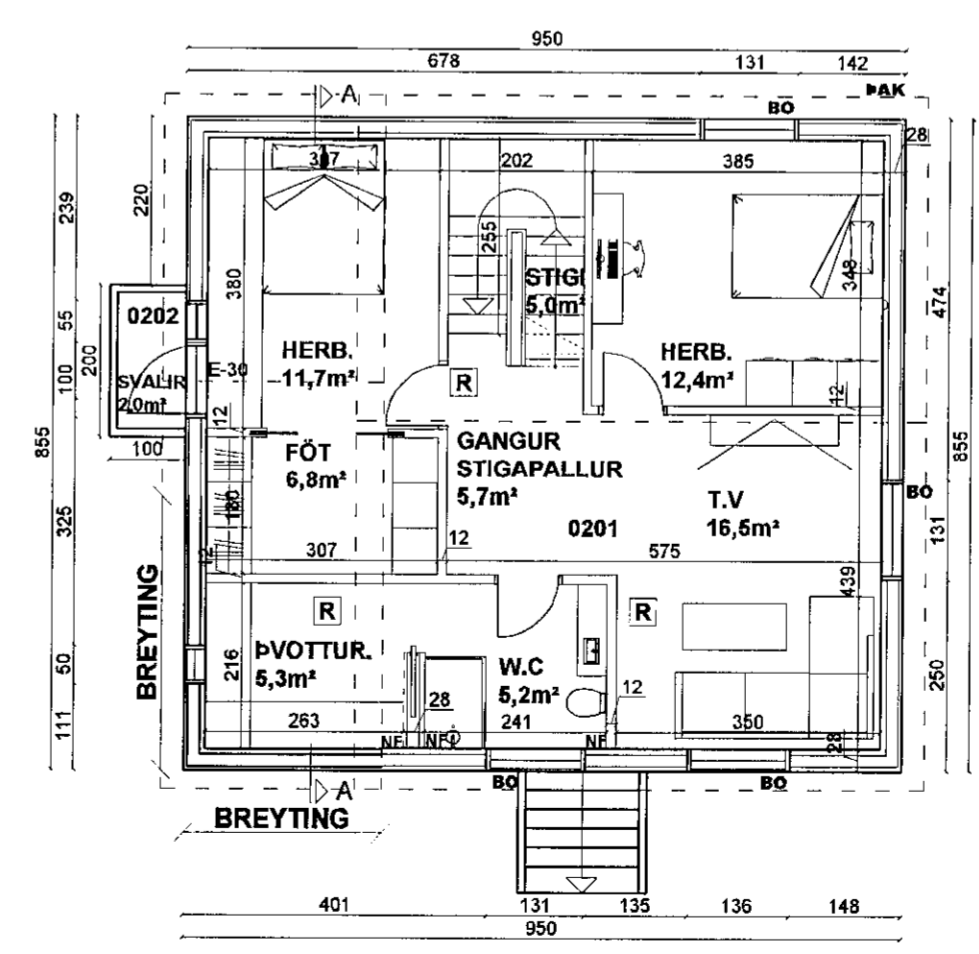 950
678
131
142
A
ÞAK
BO
28
307
202
385
220
239
255
380
348
474
STIGI
5,0m²
0202
55
200
100
SVALIR
2,0m²
E-30
HERB.
11,7m²
R
HERB.
12,4m²
12
12
100
855
855
FÖT
6,8m²
GANGUR
STIGAPALLUR
5,7m²
T.V
16,5m²
0201
BO
131
180
325
12
307
12
575
439
BREYTING
R
R
216
ÞVOTTUR.
5,3m²
W.C
5,2m²
12
50
250
111
263
28
241
350
28
NF
NF
NF
A
BO
BO
BREYTING
401
131
135
136
148
950